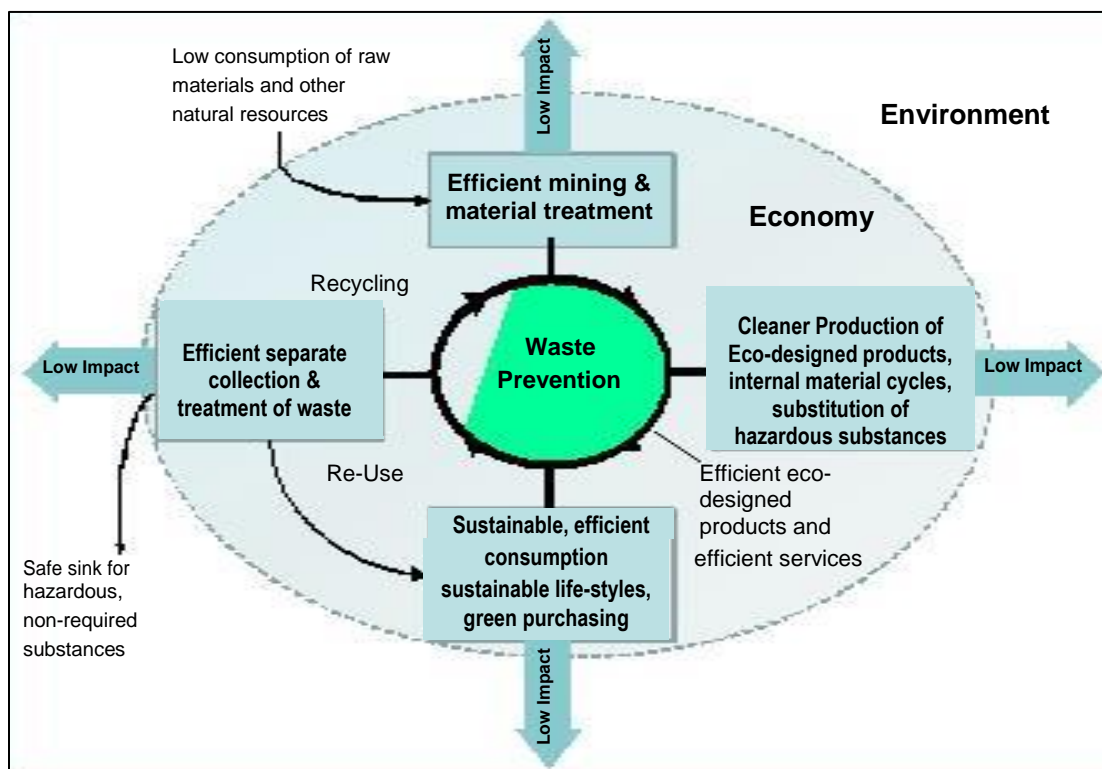 Low consumption of raw
materials and other
natural resources
Low Impact
Environment
Efficient mining &
material treatment
Economy
Recycling
Low Impact
Efficient separate
collection &
treatment of waste
Waste
Prevention
Cleaner Production of
Eco-designed products,
internal material cycles,
substitution of
hazardous substances
Low Impact
Re-Use
Efficient eco-
designed
products and
efficient services
Sustainable, efficient
consumption
sustainable life-styles,
green purchasing
Safe sink for
hazardous,
non-required
substances
Low Impact